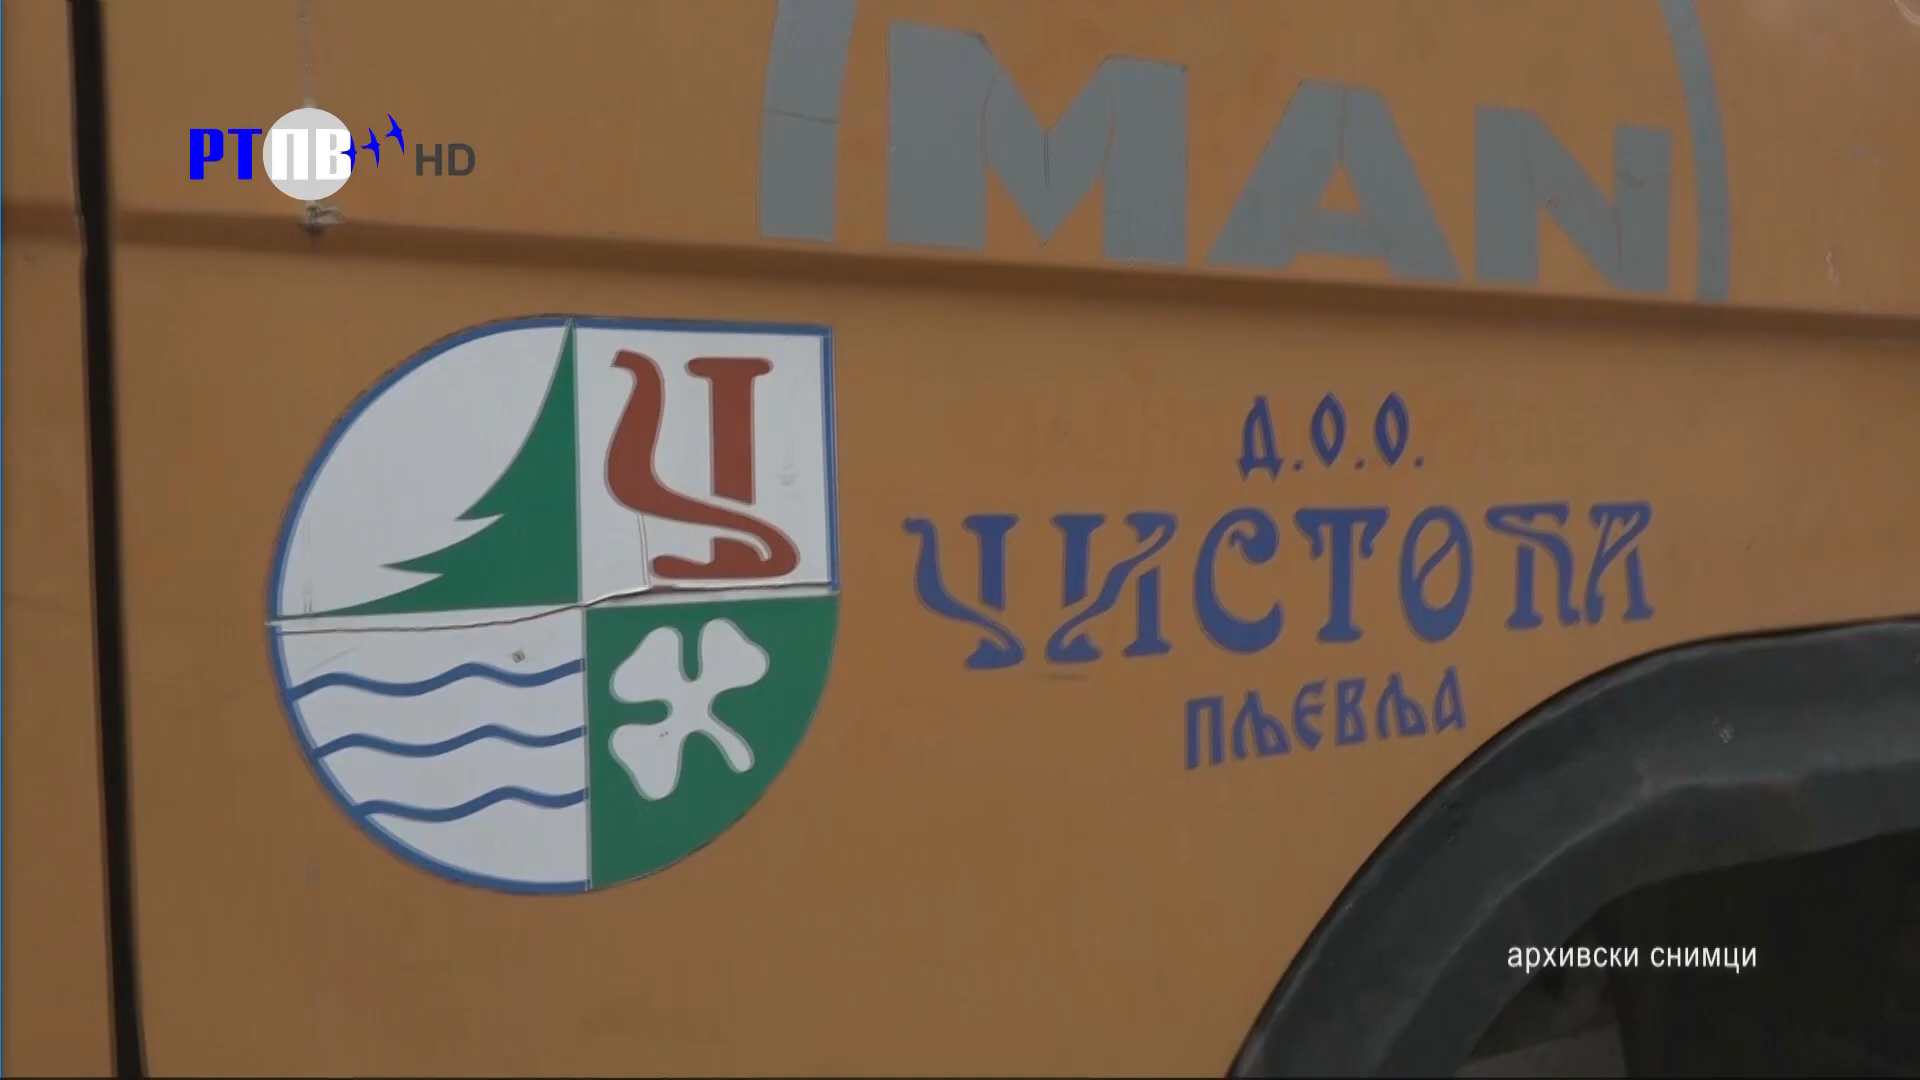 MAN
РТПВ HD
Ч
Д.О.О.
ЧИСТОЋА
ПЉЕВЉА
архивски снимци